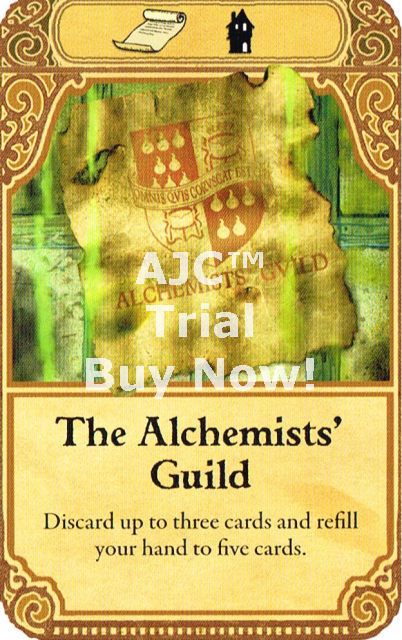 ALCHEMISTS' GVILD
AJC™
Trial
Buy Now!
The Alchemists'
Guild
Discard up to three cards and refill
your hand to five cards.